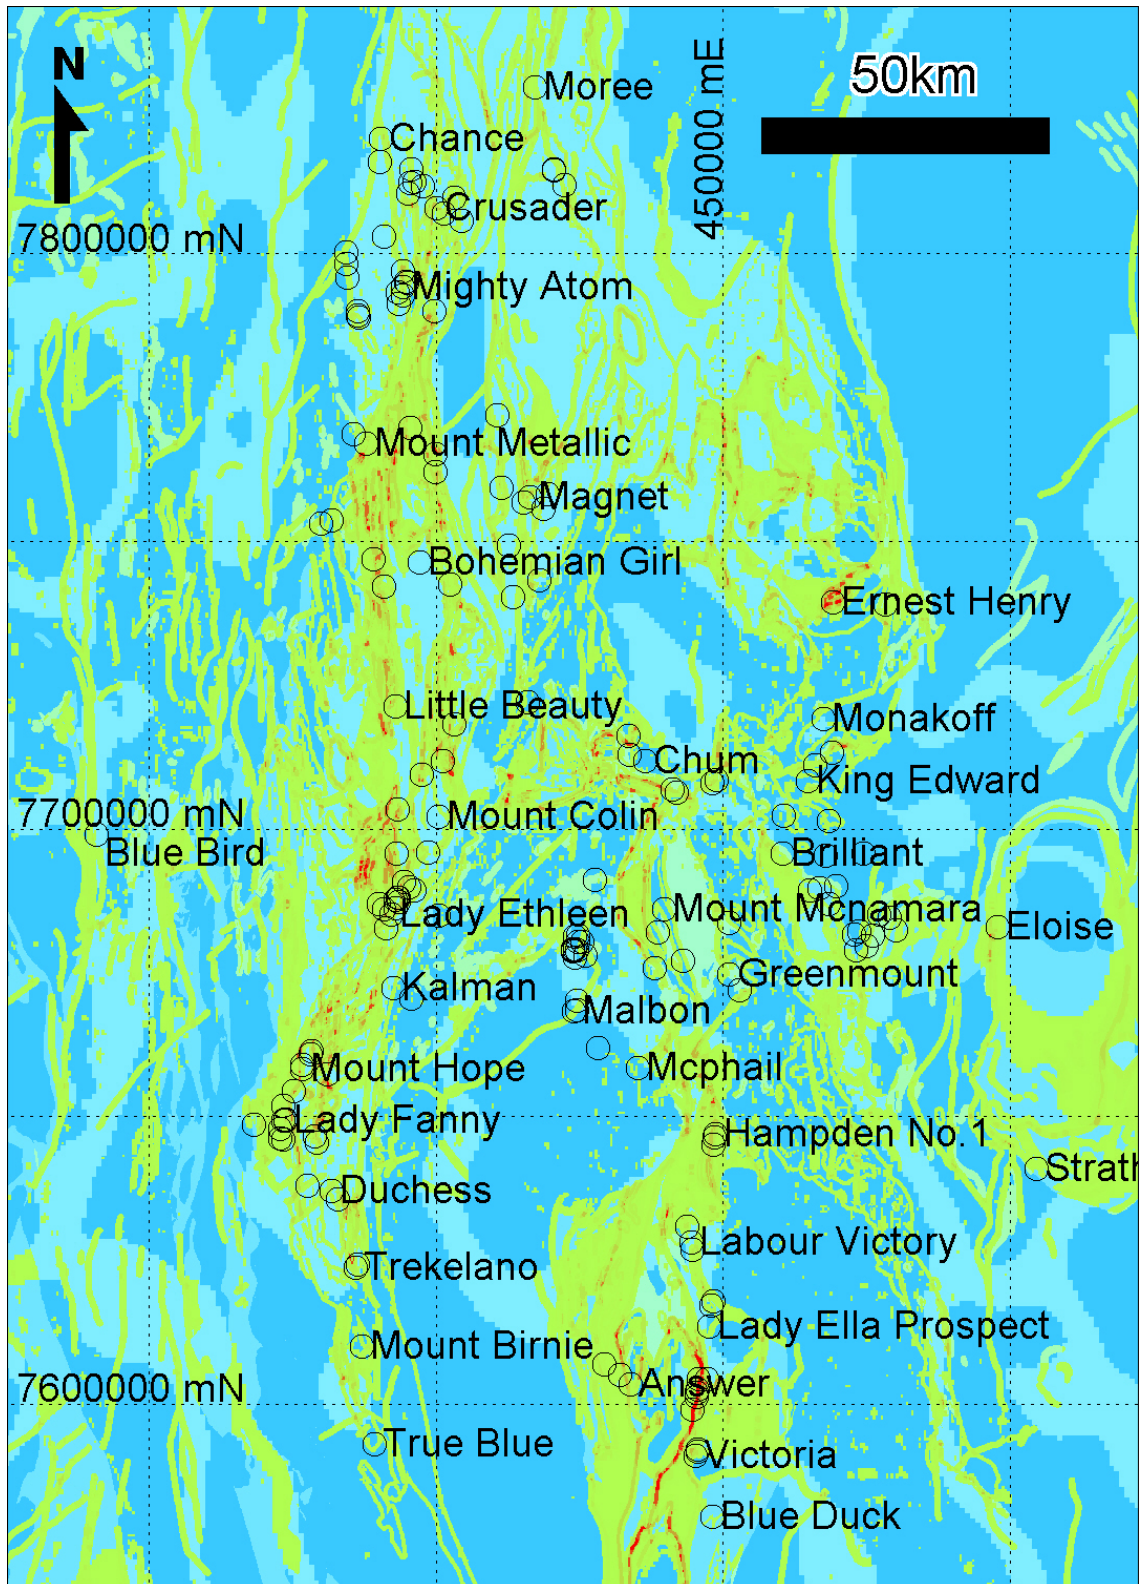 N
50km
450000 mE
Moree
Chance
Crusader
7800000 mN
Mighty Atom
Mount Metallic
Magnet
Bohemian Girl
Ernest Henry
Little Beauty
Monakoff
Chum
King Edward
7700000 mN
Mount Colin
Blue Bird
Brilliant
Lady Ethleen
Mount Mcnamara
Eloise
Greenmount
Kalman
Malbon
Mount Hope
Mcphail
Lady Fanny
Hampden No.1
Strath
Duchess
Labour Victory
Trekelano
Lady Ella Prospect
Mount Birnie
7600000 mN
Answer
True Blue
Victoria
Blue Duck